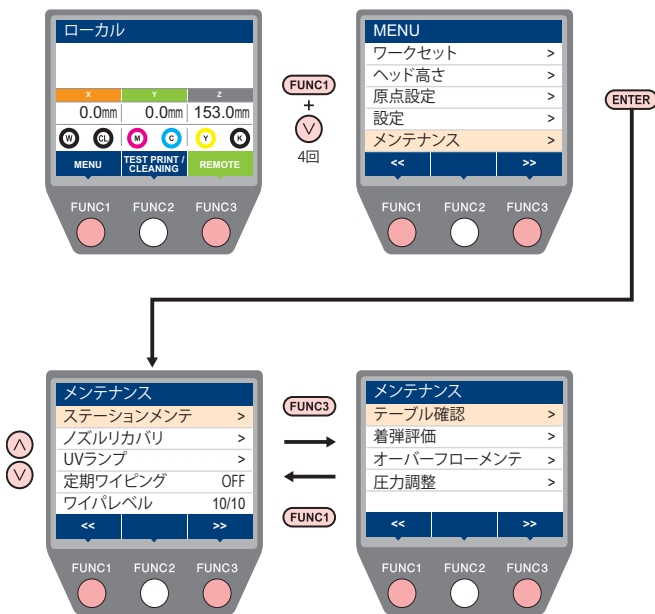 ローカル
X Y Z
0.0mm 0.0mm 153.0mm
W CL M C Y K
MENU TEST PRINT / CLEANING REMOTE
FUNC1 FUNC2 FUNC3
FUNC1
+
4回
MENU
ワークセット >
ヘッド高さ >
原点設定 >
設定 >
メンテナンス >
<< >>
FUNC1 FUNC2 FUNC3
ENTER
メンテナンス
ステーションメンテ >
ノズルリカバリ >
UVランプ >
定期ワイピング OFF
ワイパレベル 10/10
<< >>
FUNC1 FUNC2 FUNC3
FUNC3
FUNC1
メンテナンス
テーブル確認 >
着弾評価 >
オーバーフローメンテ >
圧力調整 >
<< >>
FUNC1 FUNC2 FUNC3